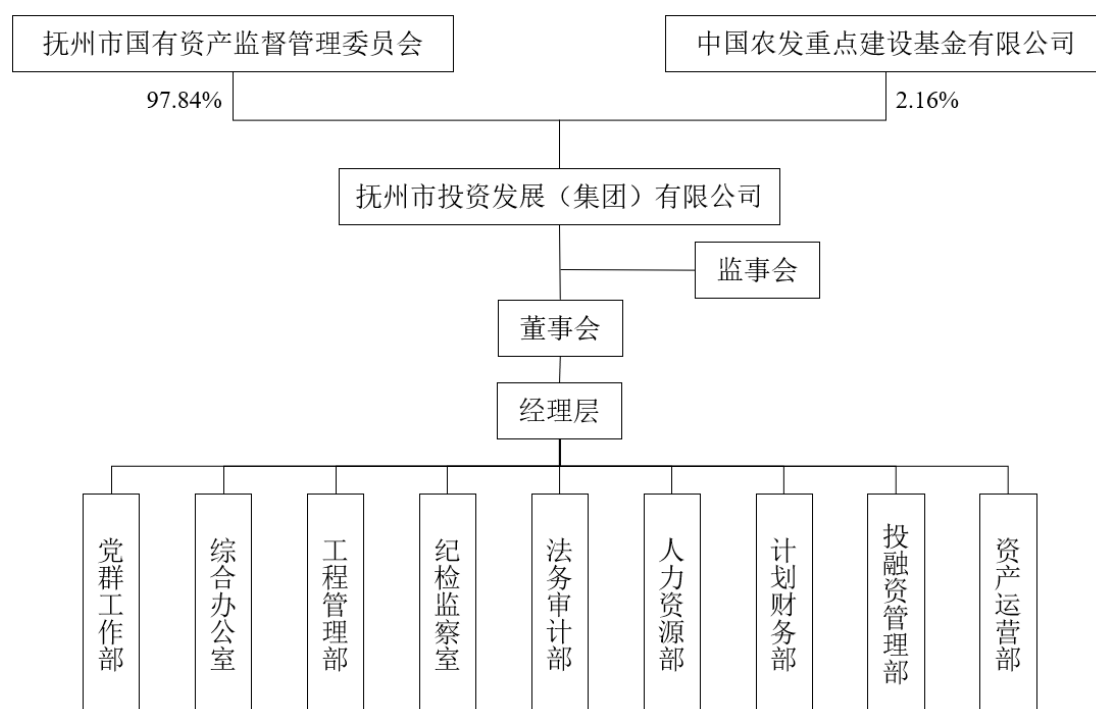 抚州市国有资产监督管理委员会
中国农发重点建设基金有限公司
97.84%
2.16%
抚州市投资发展（集团）有限公司
监事会
董事会
经理层
党群工作部
综合办公室
工程管理部
纪检监察室
法务审计部
人力资源部
计划财务部
投融资管理部
资产运营部